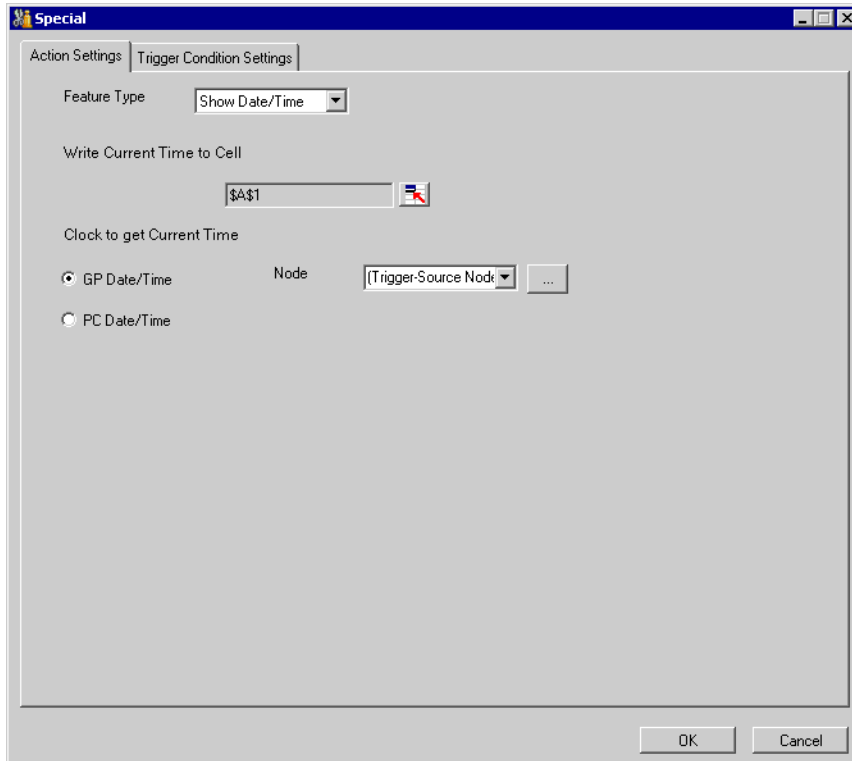 Special
Action Settings Trigger Condition Settings
Feature Type Show Date/Time
Write Current Time to Cell
$A$1
Clock to get Current Time
GP Date/Time Node (Trigger-Source Node ...
PC Date/Time
OK Cancel